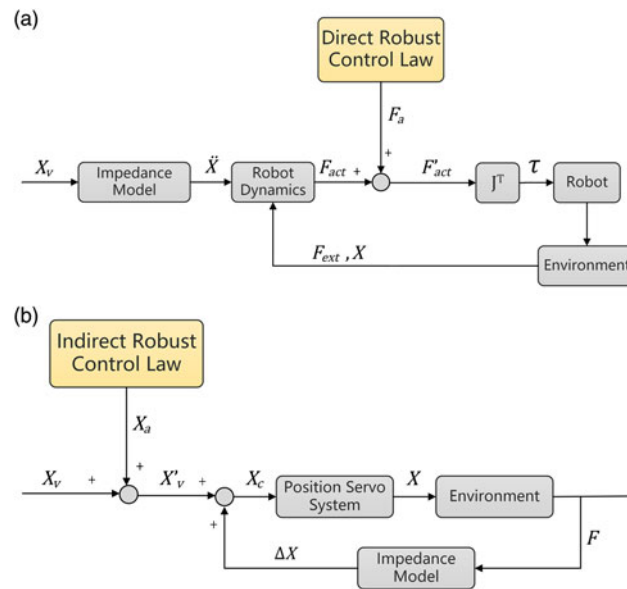 (a)
Direct Robust
Control Law
F_a
+
X_v
Impedance
Model
Ẍ
Robot
Dynamics
F_act +
F'_act
J^T
τ
Robot
F_ext , X
Environment
(b)
Indirect Robust
Control Law
X_a
+
X_v
+
X'_v
+
X_c
Position Servo
System
X
Environment
+
ΔX
Impedance
Model
F